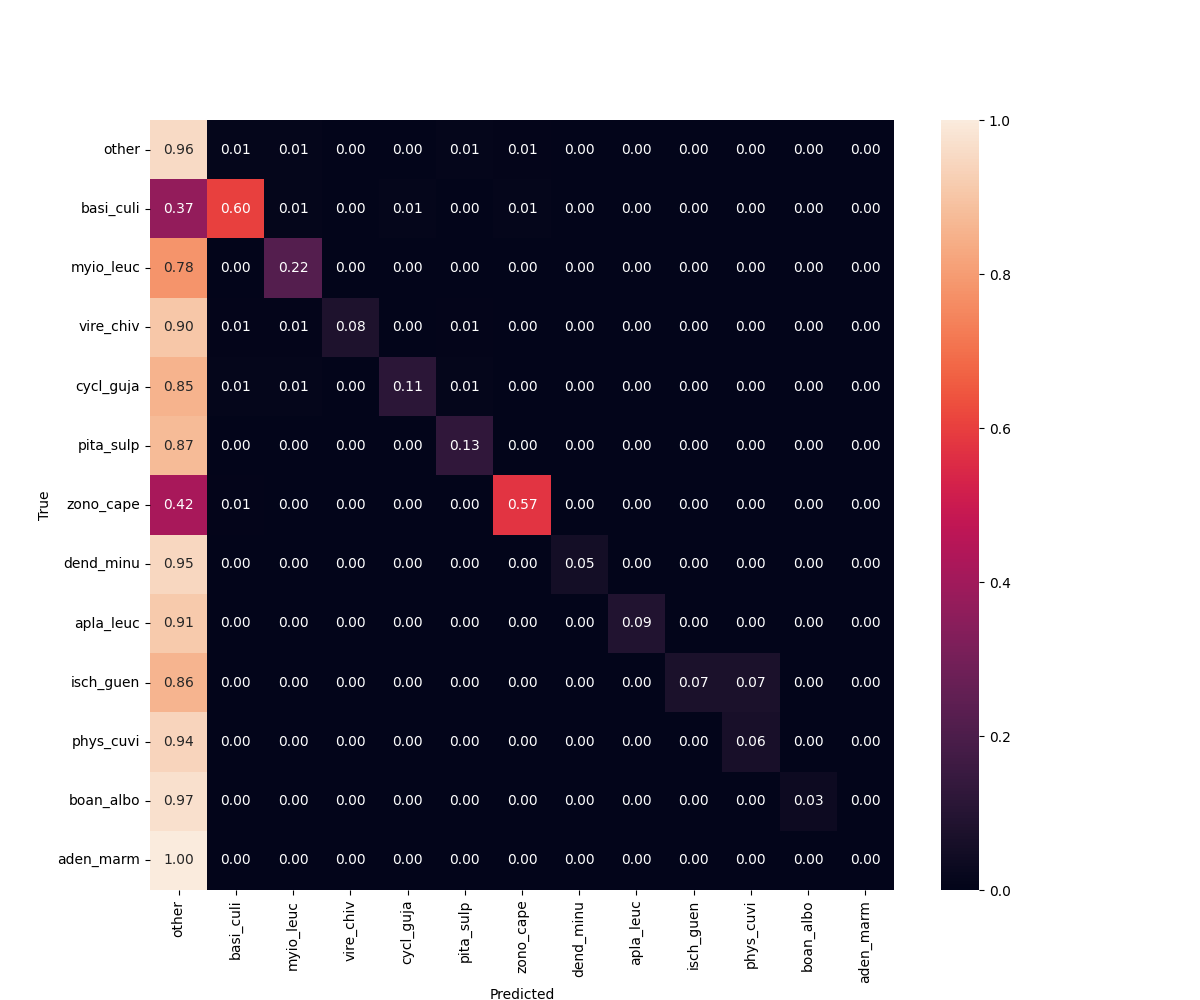 other 0.96 0.01 0.01 0.00 0.00 0.01 0.01 0.00 0.00 0.00 0.00 0.00 0.00
basi_culi 0.37 0.60 0.01 0.00 0.01 0.00 0.01 0.00 0.00 0.00 0.00 0.00 0.00
myio_leuc 0.78 0.00 0.22 0.00 0.00 0.00 0.00 0.00 0.00 0.00 0.00 0.00 0.00
vire_chiv 0.90 0.01 0.01 0.08 0.00 0.01 0.00 0.00 0.00 0.00 0.00 0.00 0.00
cycl_guja 0.85 0.01 0.01 0.00 0.11 0.01 0.00 0.00 0.00 0.00 0.00 0.00 0.00
pita_sulp 0.87 0.00 0.00 0.00 0.00 0.13 0.00 0.00 0.00 0.00 0.00 0.00 0.00
zono_cape 0.42 0.01 0.00 0.00 0.00 0.00 0.57 0.00 0.00 0.00 0.00 0.00 0.00
dend_minu 0.95 0.00 0.00 0.00 0.00 0.00 0.00 0.05 0.00 0.00 0.00 0.00 0.00
apla_leuc 0.91 0.00 0.00 0.00 0.00 0.00 0.00 0.00 0.09 0.00 0.00 0.00 0.00
isch_guen 0.86 0.00 0.00 0.00 0.00 0.00 0.00 0.00 0.00 0.07 0.07 0.00 0.00
phys_cuvi 0.94 0.00 0.00 0.00 0.00 0.00 0.00 0.00 0.00 0.00 0.06 0.00 0.00
boan_albo 0.97 0.00 0.00 0.00 0.00 0.00 0.00 0.00 0.00 0.00 0.00 0.03 0.00
aden_marm 1.00 0.00 0.00 0.00 0.00 0.00 0.00 0.00 0.00 0.00 0.00 0.00 0.00
True
other basi_culi myio_leuc vire_chiv cycl_guja pita_sulp zono_cape dend_minu apla_leuc isch_guen phys_cuvi boan_albo aden_marm
Predicted
1.0
0.8
0.6
0.4
0.2
0.0